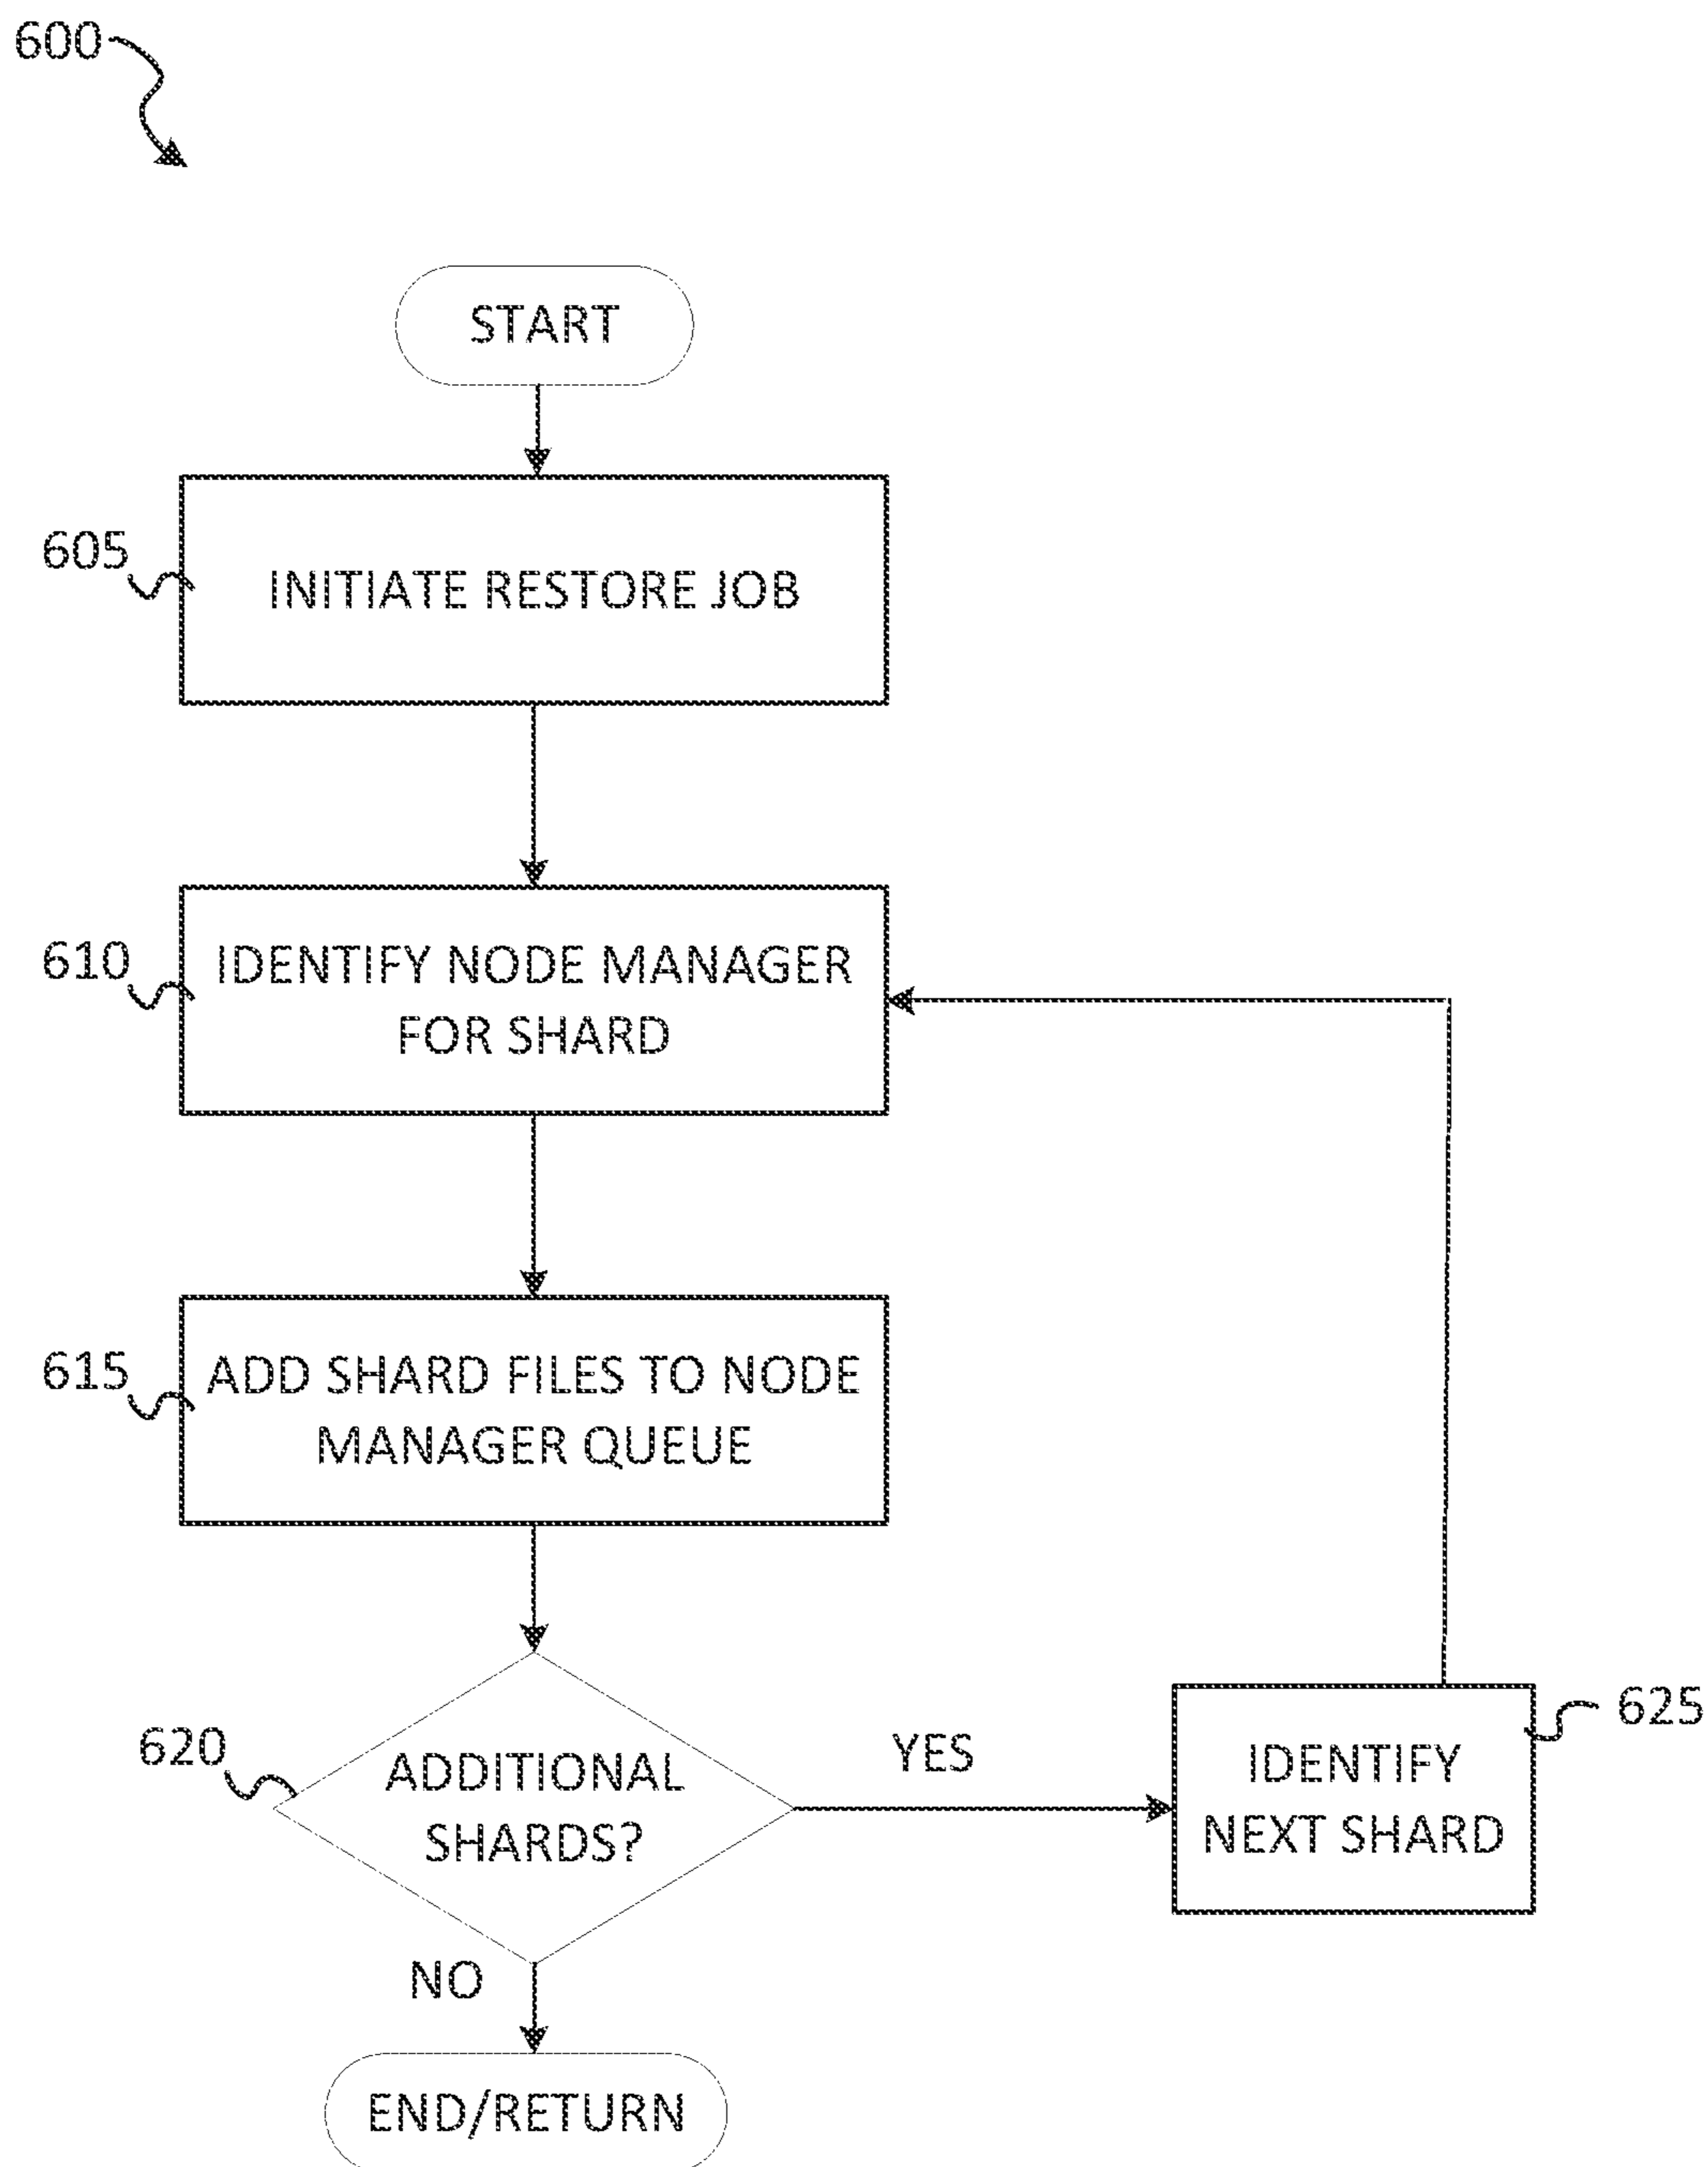 600
START
605
INITIATE RESTORE JOB
610
IDENTIFY NODE MANAGER
FOR SHARD
615
ADD SHARD FILES TO NODE
MANAGER QUEUE
620
ADDITIONAL
SHARDS?
YES
625
IDENTIFY
NEXT SHARD
NO
END/RETURN